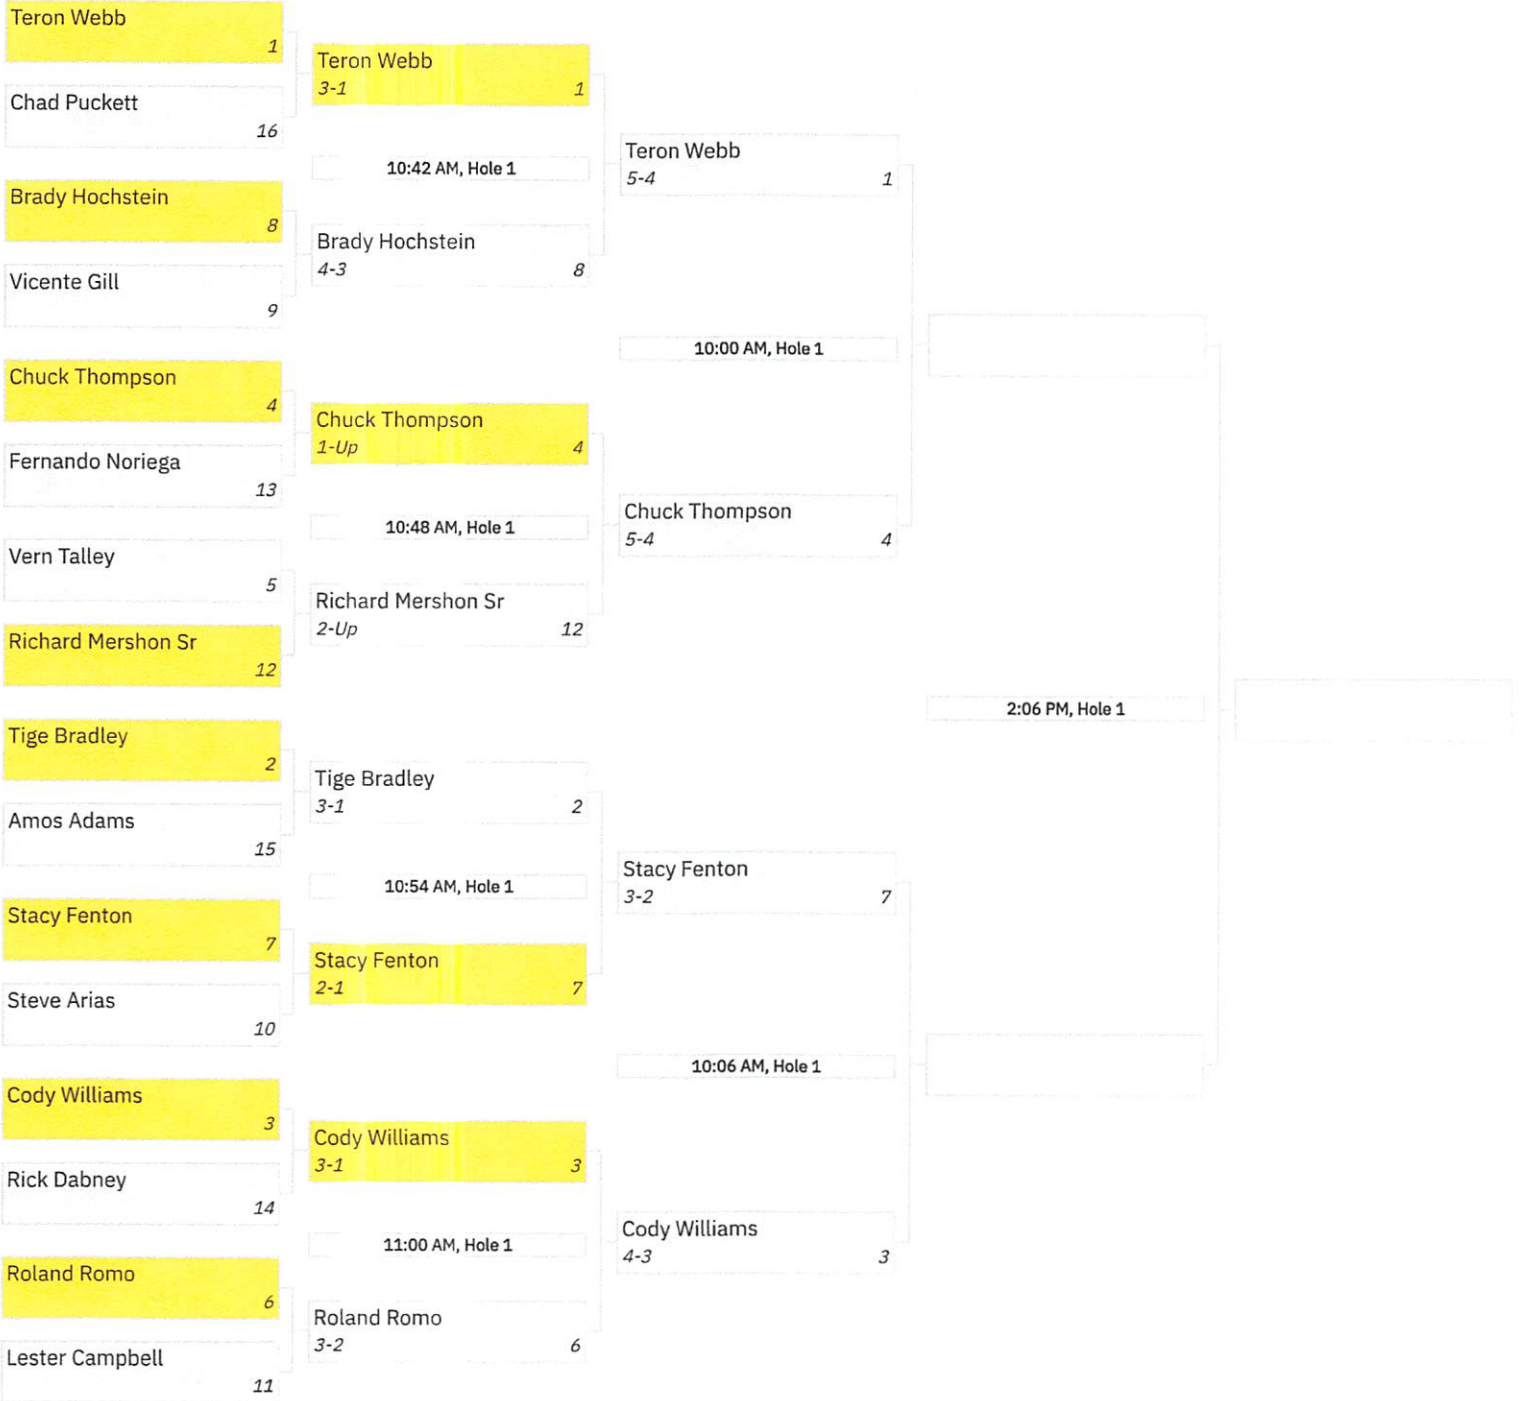 Teron Webb
1
Chad Puckett
16
Brady Hochstein
8
Vicente Gill
9
Chuck Thompson
4
Fernando Noriega
13
Vern Talley
5
Richard Mershon Sr
12
Tige Bradley
2
Amos Adams
15
Stacy Fenton
7
Steve Arias
10
Cody Williams
3
Rick Dabney
14
Roland Romo
6
Lester Campbell
11
Teron Webb
3-1 1
10:42 AM, Hole 1
Brady Hochstein
4-3 8
Chuck Thompson
1-Up 4
10:48 AM, Hole 1
Richard Mershon Sr
2-Up 12
Tige Bradley
3-1 2
10:54 AM, Hole 1
Stacy Fenton
2-1 7
Cody Williams
3-1 3
11:00 AM, Hole 1
Roland Romo
3-2 6
Teron Webb
5-4 1
10:00 AM, Hole 1
Chuck Thompson
5-4 4
Stacy Fenton
3-2 7
10:06 AM, Hole 1
Cody Williams
4-3 3
2:06 PM, Hole 1